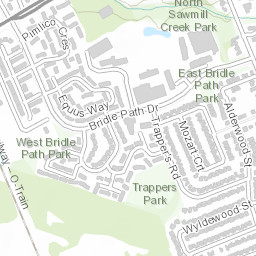 North
Sawmill
Creek Park
Pimlico
Cres
East Bridle
Path
Park
Equus Way
Bridle Path Dr
Trappers Rd
Mozart Crt
Alderwood St
West Bridle
Path Park
Trappers
Park
Wyldewood St
way – O-Train